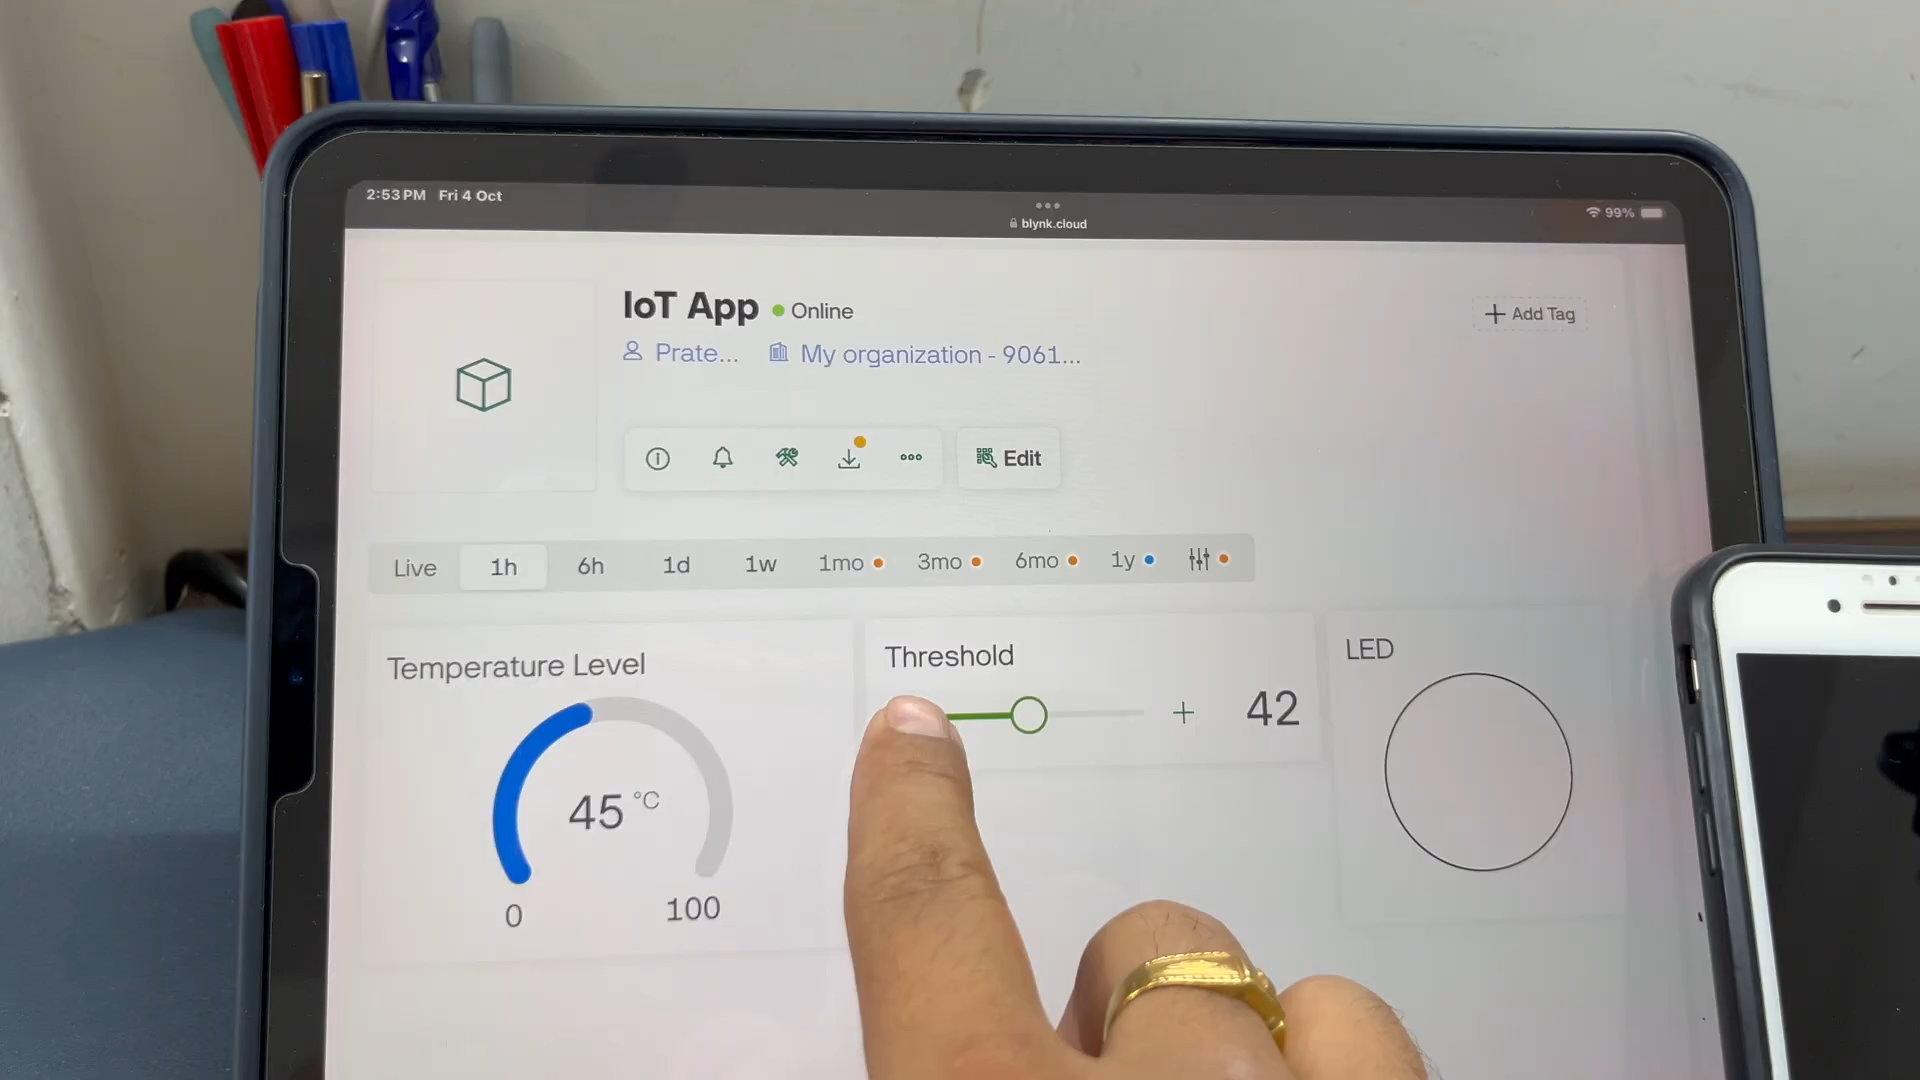 2:53 PM Fri 4 Oct
blynk.cloud
99%
IoT App Online
+ Add Tag
Prate... My organization - 9061...
Edit
Live 1h 6h 1d 1w 1mo 3mo 6mo 1y
Temperature Level
45 °C
0 100
Threshold
+ 42
LED